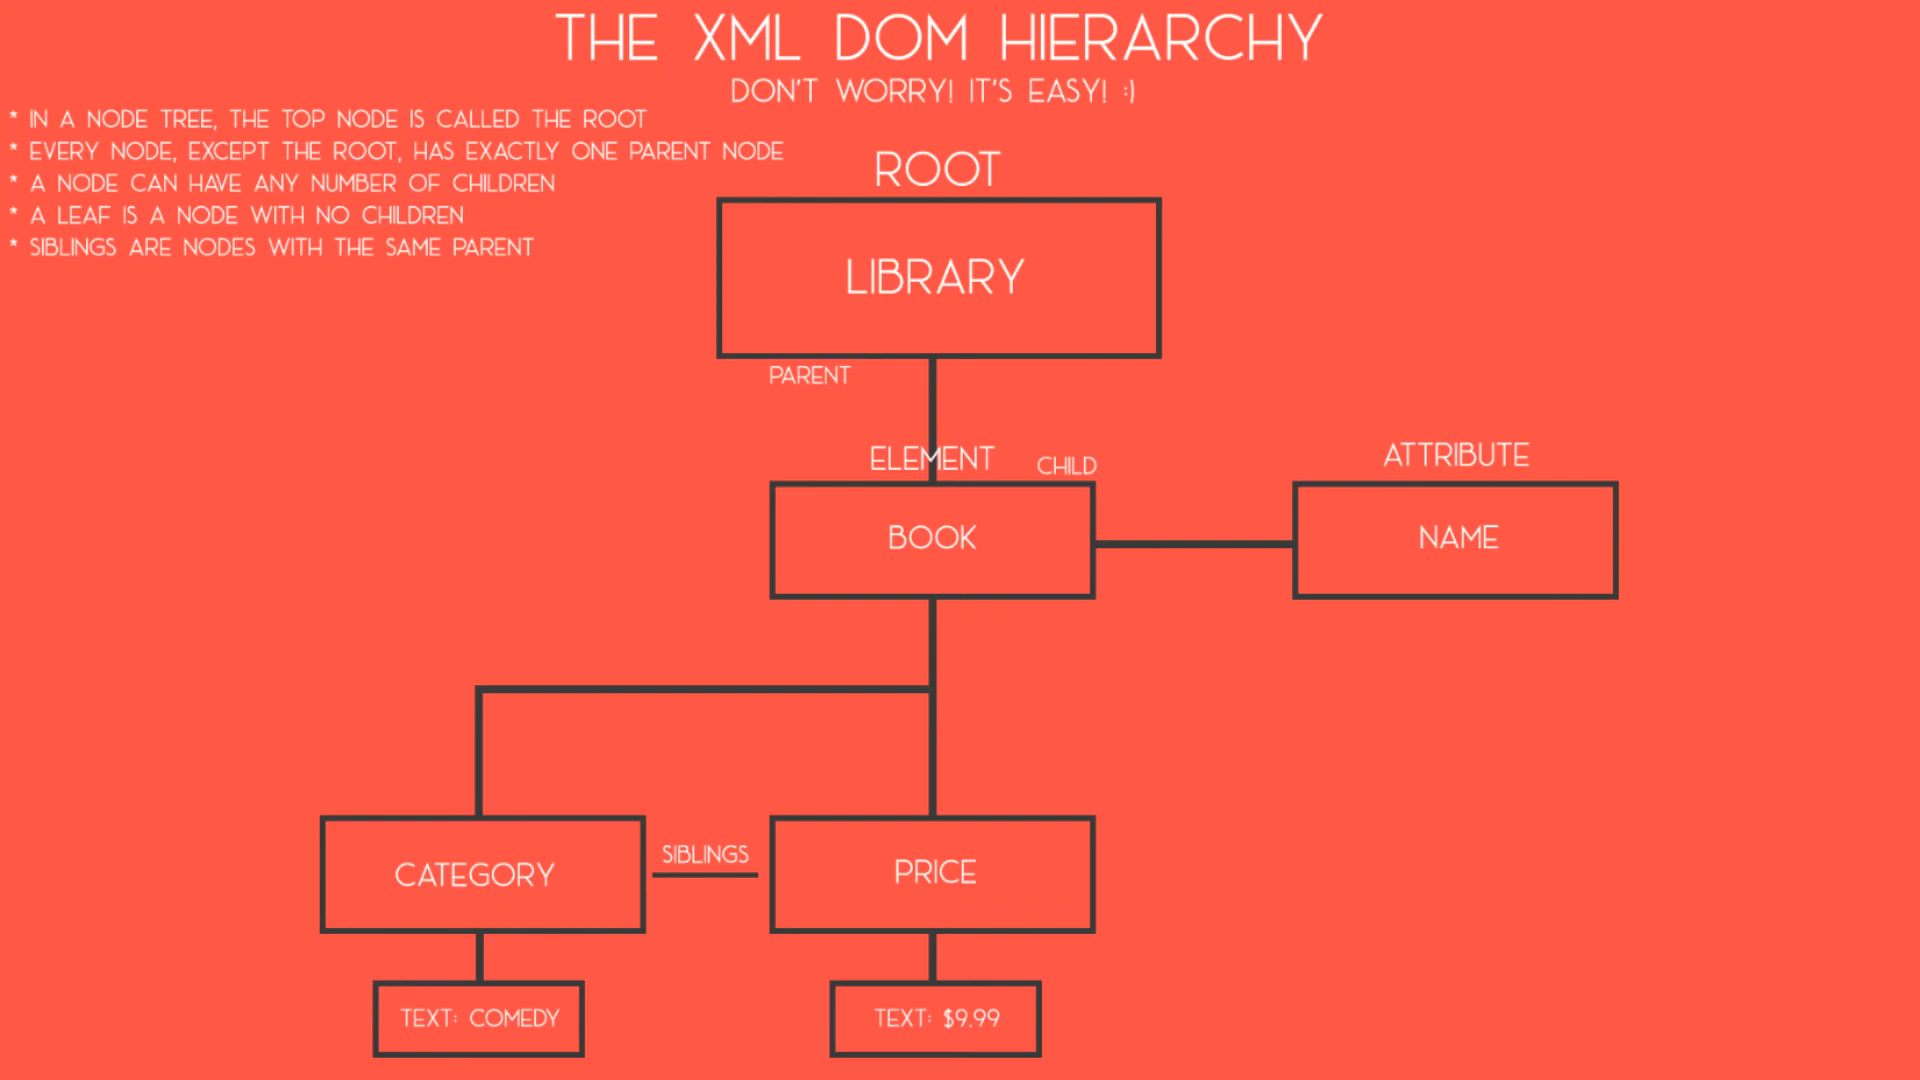 THE XML DOM HIERARCHY
DON'T WORRY! IT'S EASY! :)
* IN A NODE TREE, THE TOP NODE IS CALLED THE ROOT
* EVERY NODE, EXCEPT THE ROOT, HAS EXACTLY ONE PARENT NODE
* A NODE CAN HAVE ANY NUMBER OF CHILDREN
* A LEAF IS A NODE WITH NO CHILDREN
* SIBLINGS ARE NODES WITH THE SAME PARENT
ROOT
LIBRARY
PARENT
ELEMENT
CHILD
ATTRIBUTE
BOOK
NAME
CATEGORY
SIBLINGS
PRICE
TEXT: COMEDY
TEXT: $9.99